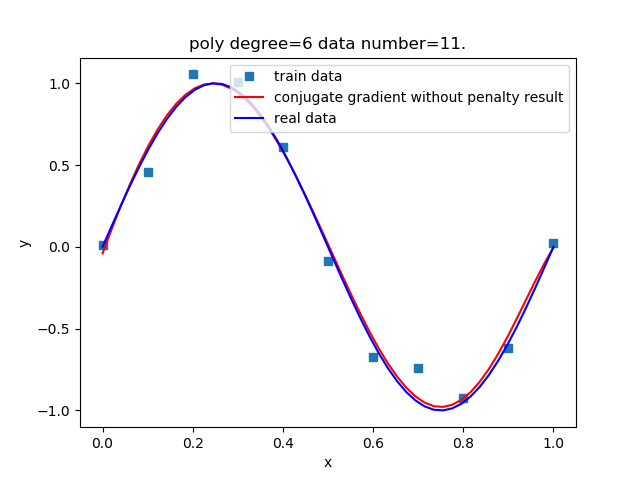 poly degree=6 data number=11.
train data
conjugate gradient without penalty result
real data
1.0
0.5
0.0
−0.5
−1.0
y
0.0 0.2 0.4 0.6 0.8 1.0
x